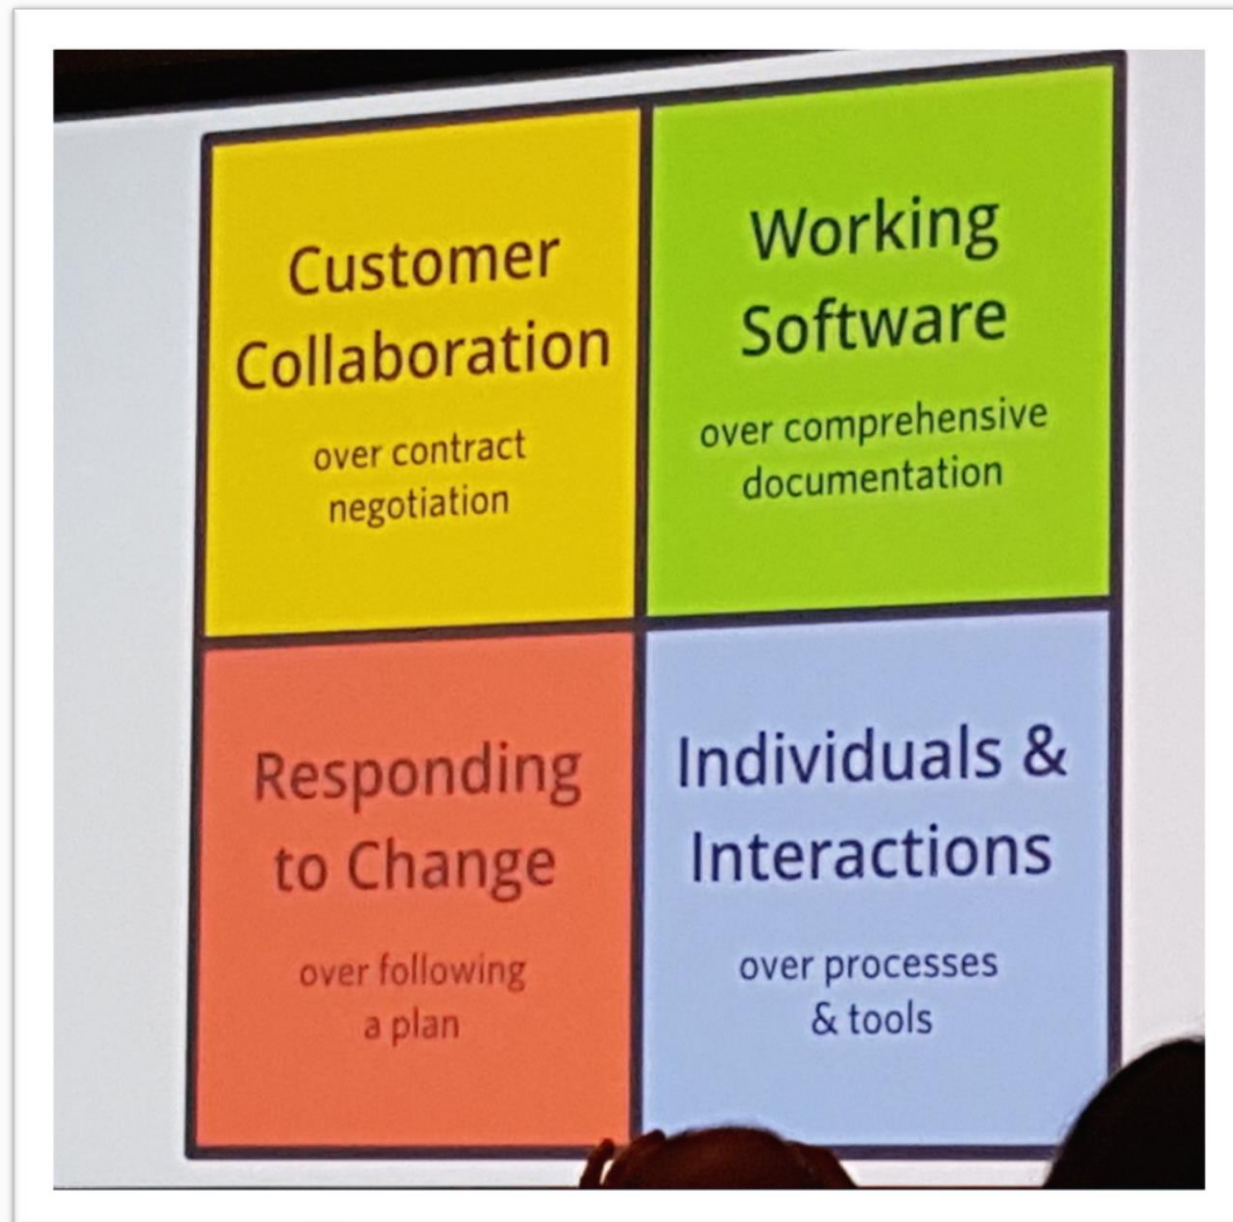 Customer
Collaboration
over contract
negotiation
Working
Software
over comprehensive
documentation
Responding
to Change
over following
a plan
Individuals &
Interactions
over processes
& tools